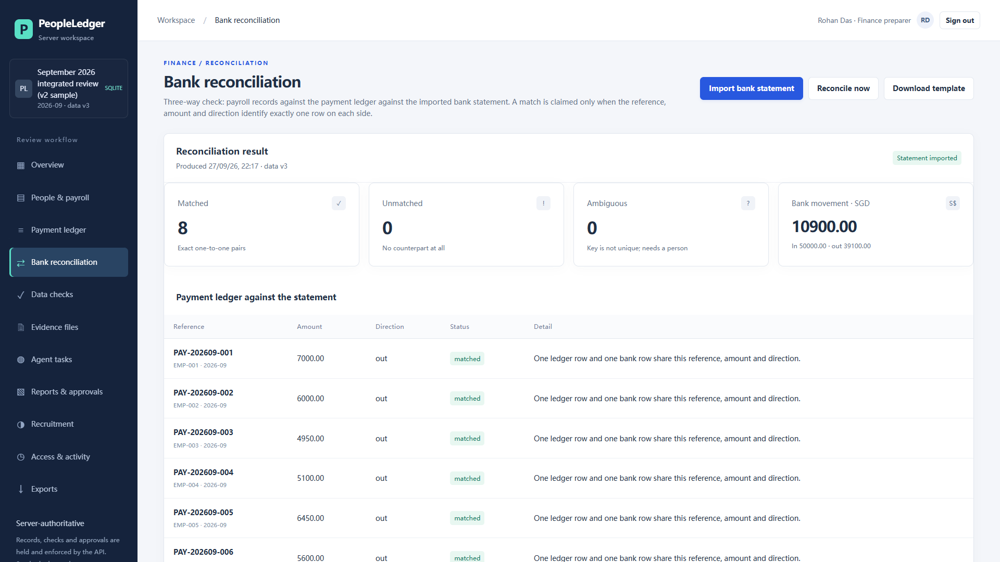 P
PeopleLedger
Server workspace
PL
September 2026
integrated review
(v2 sample)
2026-09 · data v3
SQLITE
Review workflow
Overview
People & payroll
Payment ledger
Bank reconciliation
Data checks
Evidence files
Agent tasks
Reports & approvals
Recruitment
Access & activity
Exports
Server-authoritative
Records, checks and approvals are
held and enforced by the API.
Workspace / Bank reconciliation
Rohan Das · Finance preparer RD Sign out
FINANCE / RECONCILIATION
Bank reconciliation
Three-way check: payroll records against the payment ledger against the imported bank statement. A match is claimed only when the reference,
amount and direction identify exactly one row on each side.
Import bank statement Reconcile now Download template
Reconciliation result
Produced 27/09/26, 22:17 · data v3
Statement imported
Matched ✓
8
Exact one-to-one pairs
Unmatched !
0
No counterpart at all
Ambiguous ?
0
Key is not unique; needs a person
Bank movement · SGD S$
10900.00
In 50000.00 · out 39100.00
Payment ledger against the statement
Reference Amount Direction Status Detail
PAY-202609-001
EMP-001 · 2026-09
7000.00 out matched One ledger row and one bank row share this reference, amount and direction.
PAY-202609-002
EMP-002 · 2026-09
6000.00 out matched One ledger row and one bank row share this reference, amount and direction.
PAY-202609-003
EMP-003 · 2026-09
4950.00 out matched One ledger row and one bank row share this reference, amount and direction.
PAY-202609-004
EMP-004 · 2026-09
5100.00 out matched One ledger row and one bank row share this reference, amount and direction.
PAY-202609-005
EMP-005 · 2026-09
6450.00 out matched One ledger row and one bank row share this reference, amount and direction.
PAY-202609-006
5600.00 out matched One ledger row and one bank row share this reference, amount and direction.